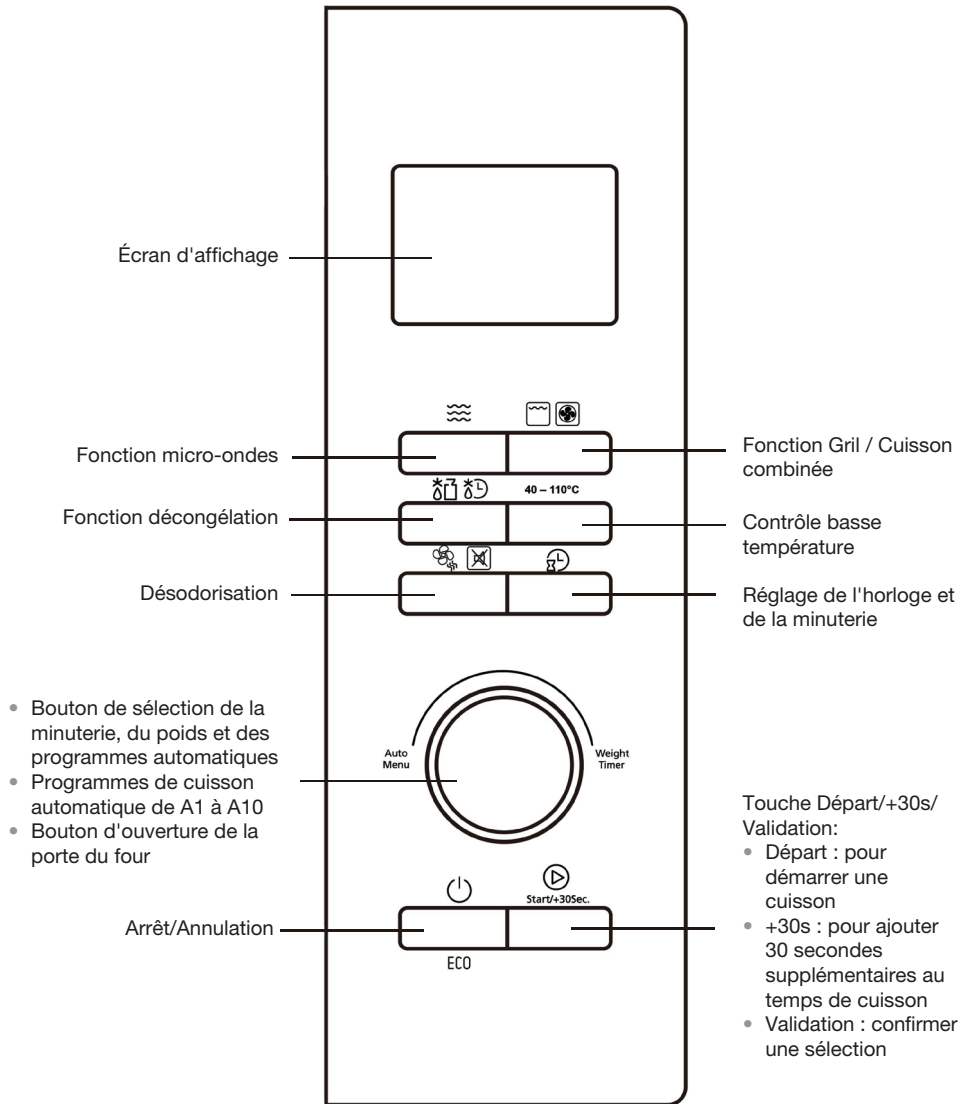 Écran d'affichage
Fonction micro-ondes
Fonction Gril / Cuisson
combinée
40 – 110°C
Fonction décongélation
Contrôle basse
température
Désodorisation
Réglage de l'horloge et
de la minuterie
• Bouton de sélection de la
minuterie, du poids et des
programmes automatiques
• Programmes de cuisson
automatique de A1 à A10
• Bouton d'ouverture de la
porte du four
Auto
Menu
Weight
Timer
Start/+30Sec.
Arrêt/Annulation
ECO
Touche Départ/+30s/
Validation:
• Départ : pour
démarrer une
cuisson
• +30s : pour ajouter
30 secondes
supplémentaires au
temps de cuisson
• Validation : confirmer
une sélection